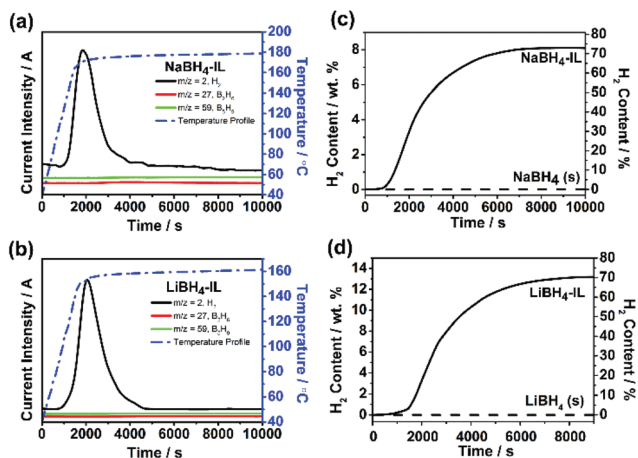 (a)
Current Intensity / A
NaBH4-IL
m/z = 2, H2
m/z = 27, B2H6
m/z = 59, B5H9
Temperature Profile
200
180
160
140
120
100
80
60
40
Temperature / °C
0 2000 4000 6000 8000 10000
Time / s
(c)
H2 Content / wt. %
8
6
4
2
0
NaBH4-IL
NaBH4 (s)
80
70
60
50
40
30
20
10
0
H2 Content / %
0 2000 4000 6000 8000 10000
Time / s
(b)
Current Intensity / A
LiBH4-IL
m/z = 2, H2
m/z = 27, B2H6
m/z = 59, B5H9
Temperature Profile
160
140
120
100
80
60
40
Temperature / °C
0 2000 4000 6000 8000 10000
Time / s
(d)
H2 Content / wt. %
14
12
10
8
6
4
2
0
LiBH4-IL
LiBH4 (s)
80
70
60
50
40
30
20
10
0
H2 Content / %
0 2000 4000 6000 8000
Time / s